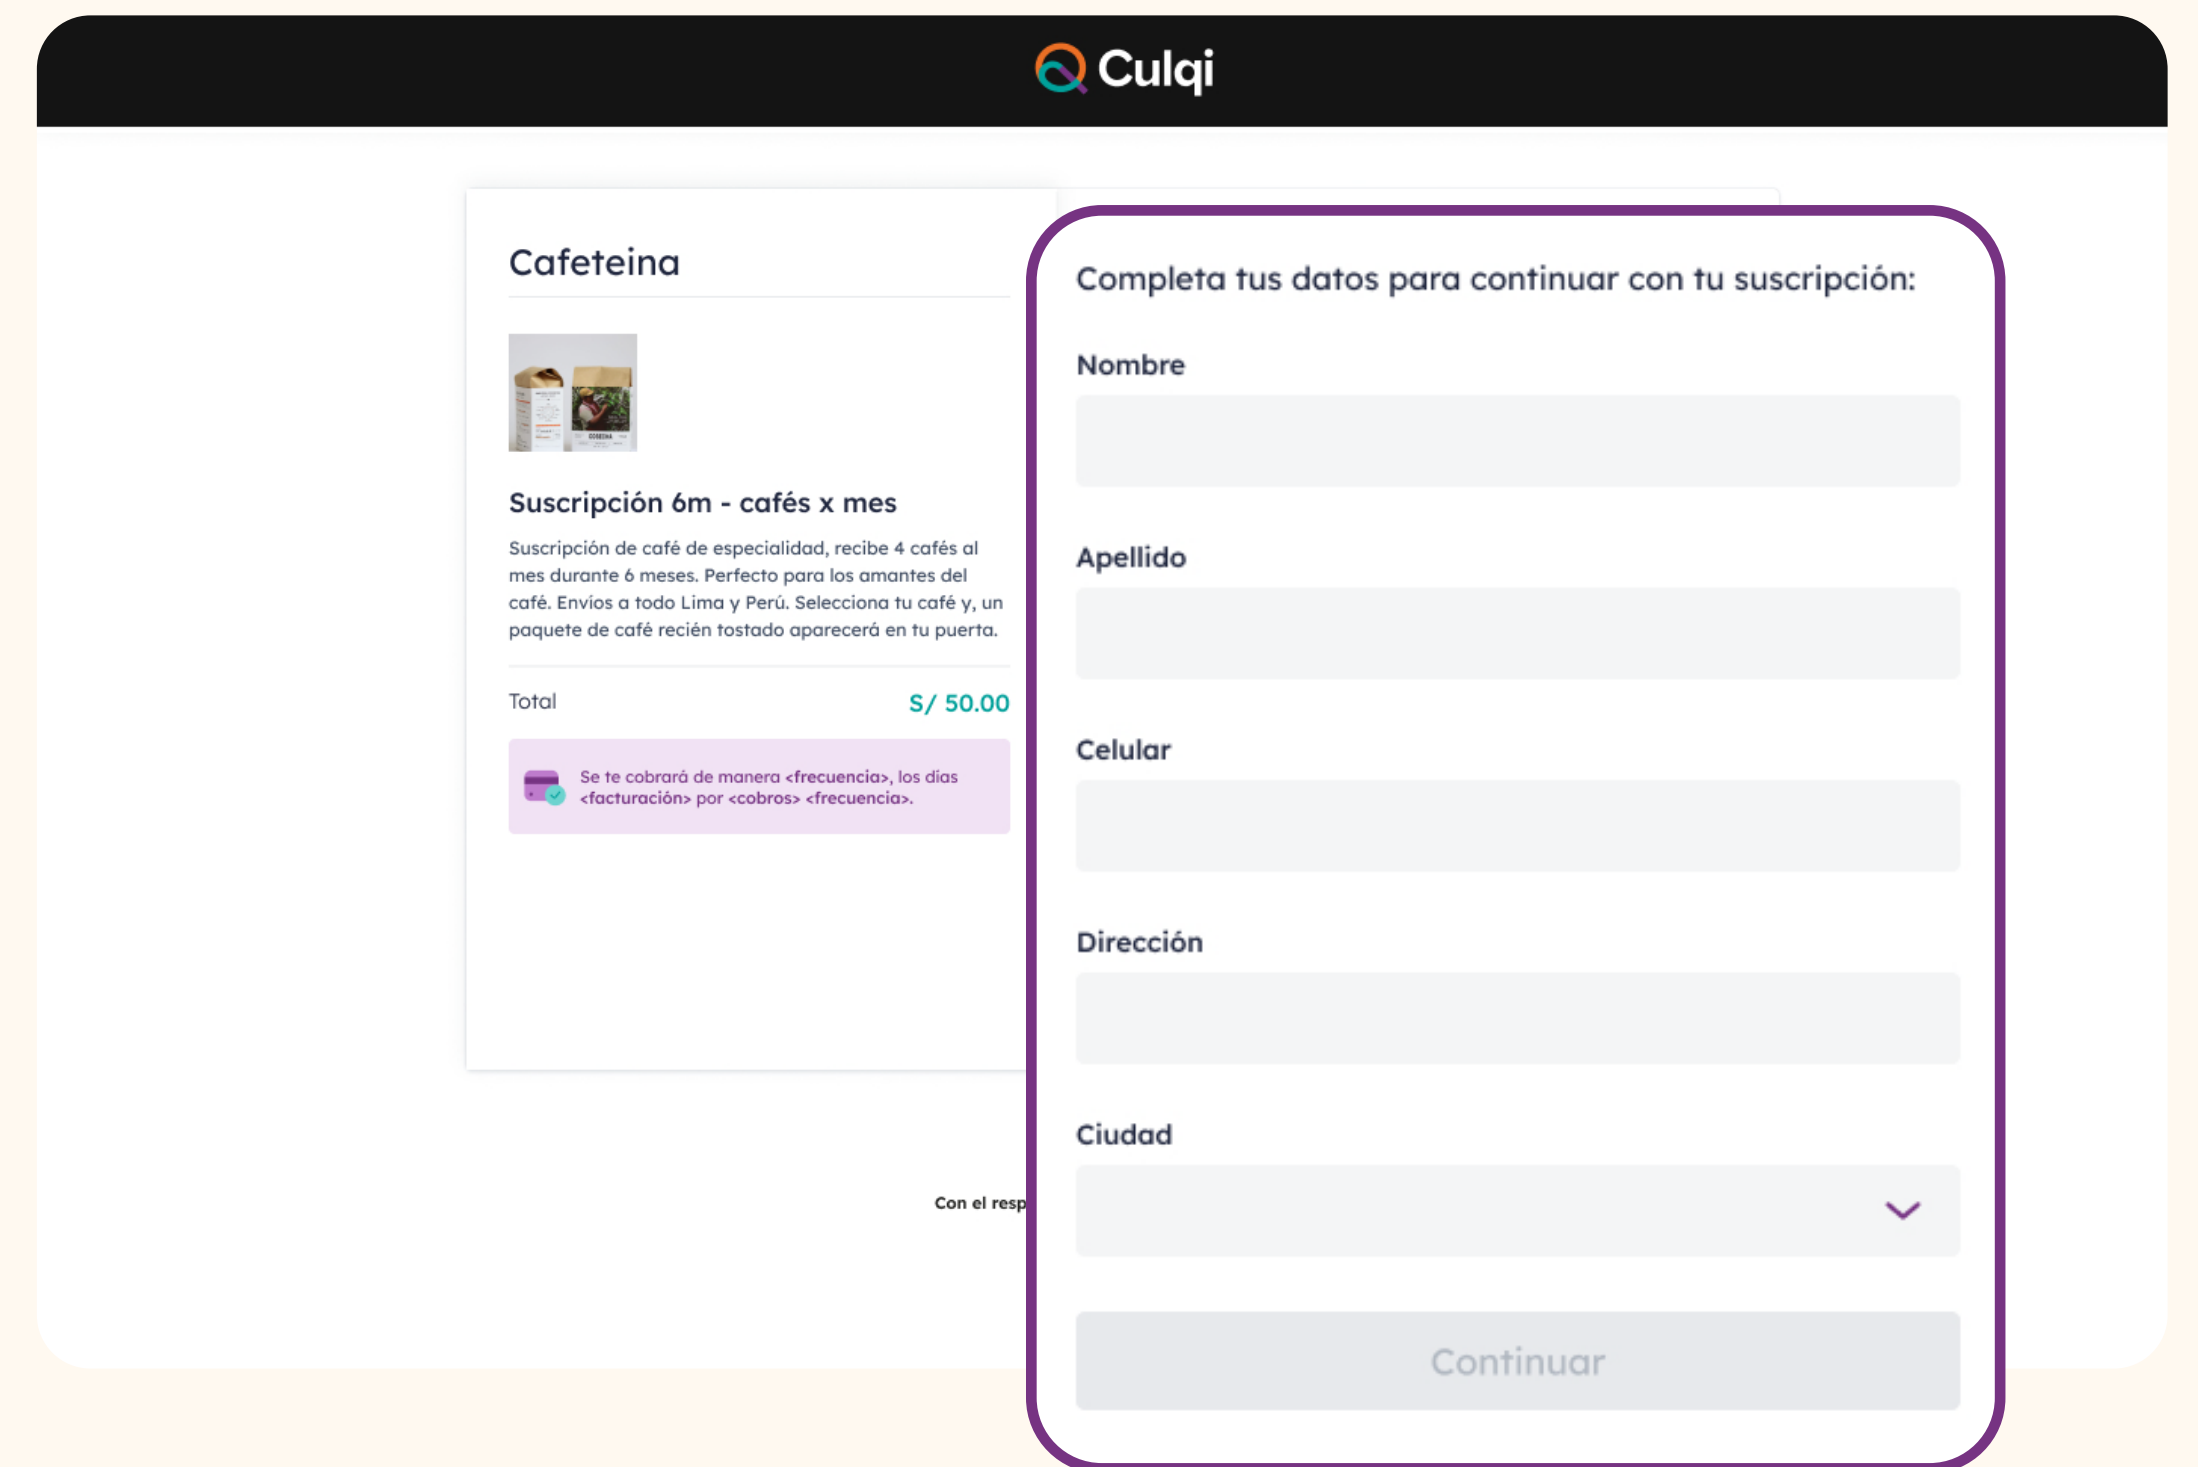 Culqi
Cafeteina
COSECHA
Suscripción 6m - cafés x mes
Suscripción de café de especialidad, recibe 4 cafés al
mes durante 6 meses. Perfecto para los amantes del
café. Envíos a todo Lima y Perú. Selecciona tu café y, un
paquete de café recién tostado aparecerá en tu puerta.
Total
S/ 50.00
Se te cobrará de manera <frecuencia>, los días
<facturación> por <cobros> <frecuencia>.
Con el resp
Completa tus datos para continuar con tu suscripción:
Nombre
Apellido
Celular
Dirección
Ciudad
Continuar